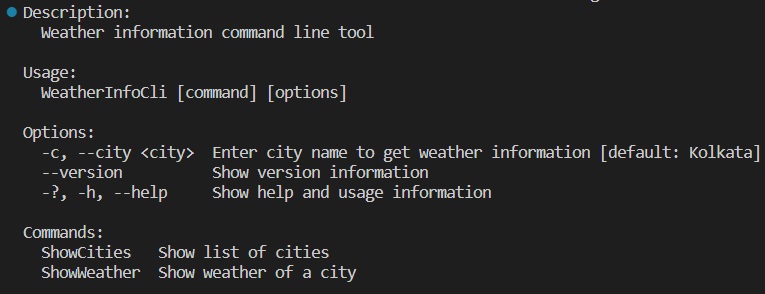 Description:
  Weather information command line tool

Usage:
  WeatherInfoCli [command] [options]

Options:
  -c, --city <city>  Enter city name to get weather information [default: Kolkata]
  --version          Show version information
  -?, -h, --help     Show help and usage information

Commands:
  ShowCities   Show list of cities
  ShowWeather  Show weather of a city